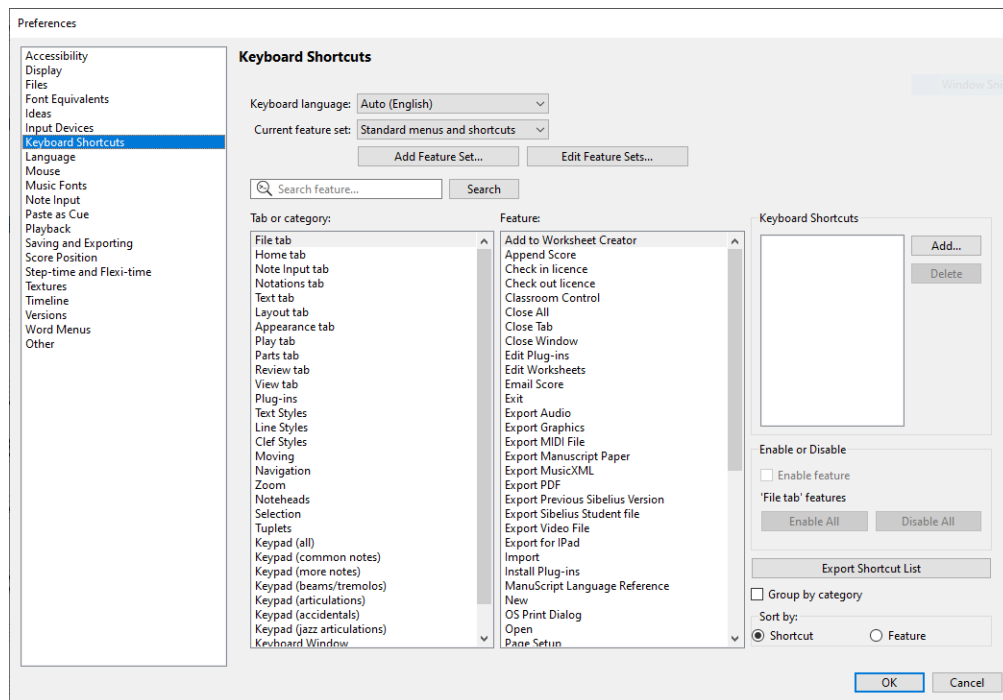 Preferences
Accessibility
Display
Files
Font Equivalents
Ideas
Input Devices
Keyboard Shortcuts
Language
Mouse
Music Fonts
Note Input
Paste as Cue
Playback
Saving and Exporting
Score Position
Step-time and Flexi-time
Textures
Timeline
Versions
Word Menus
Other
Keyboard Shortcuts
Window Sni
Keyboard language: Auto (English)
Current feature set: Standard menus and shortcuts
Add Feature Set... Edit Feature Sets...
Search feature... Search
Tab or category:
File tab
Home tab
Note Input tab
Notations tab
Text tab
Layout tab
Appearance tab
Play tab
Parts tab
Review tab
View tab
Plug-ins
Text Styles
Line Styles
Clef Styles
Moving
Navigation
Zoom
Noteheads
Selection
Tuplets
Keypad (all)
Keypad (common notes)
Keypad (more notes)
Keypad (beams/tremolos)
Keypad (articulations)
Keypad (accidentals)
Keypad (jazz articulations)
Keyboard Window
Feature:
Add to Worksheet Creator
Append Score
Check in licence
Check out licence
Classroom Control
Close All
Close Tab
Close Window
Edit Plug-ins
Edit Worksheets
Email Score
Exit
Export Audio
Export Graphics
Export MIDI File
Export Manuscript Paper
Export MusicXML
Export PDF
Export Previous Sibelius Version
Export Sibelius Student file
Export Video File
Export for IPad
Import
Install Plug-ins
ManuScript Language Reference
New
OS Print Dialog
Open
Page Setup
Keyboard Shortcuts
Add...
Delete
Enable or Disable
Enable feature
'File tab' features
Enable All Disable All
Export Shortcut List
Group by category
Sort by:
Shortcut Feature
OK Cancel